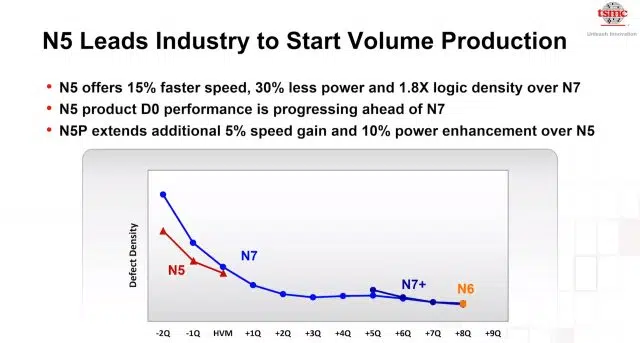 tsmc
Unleash Innovation
N5 Leads Industry to Start Volume Production
• N5 offers 15% faster speed, 30% less power and 1.8X logic density over N7
• N5 product D0 performance is progressing ahead of N7
• N5P extends additional 5% speed gain and 10% power enhancement over N5
Defect Density
N7
N5
N7+
N6
-2Q -1Q HVM +1Q +2Q +3Q +4Q +5Q +6Q +7Q +8Q +9Q